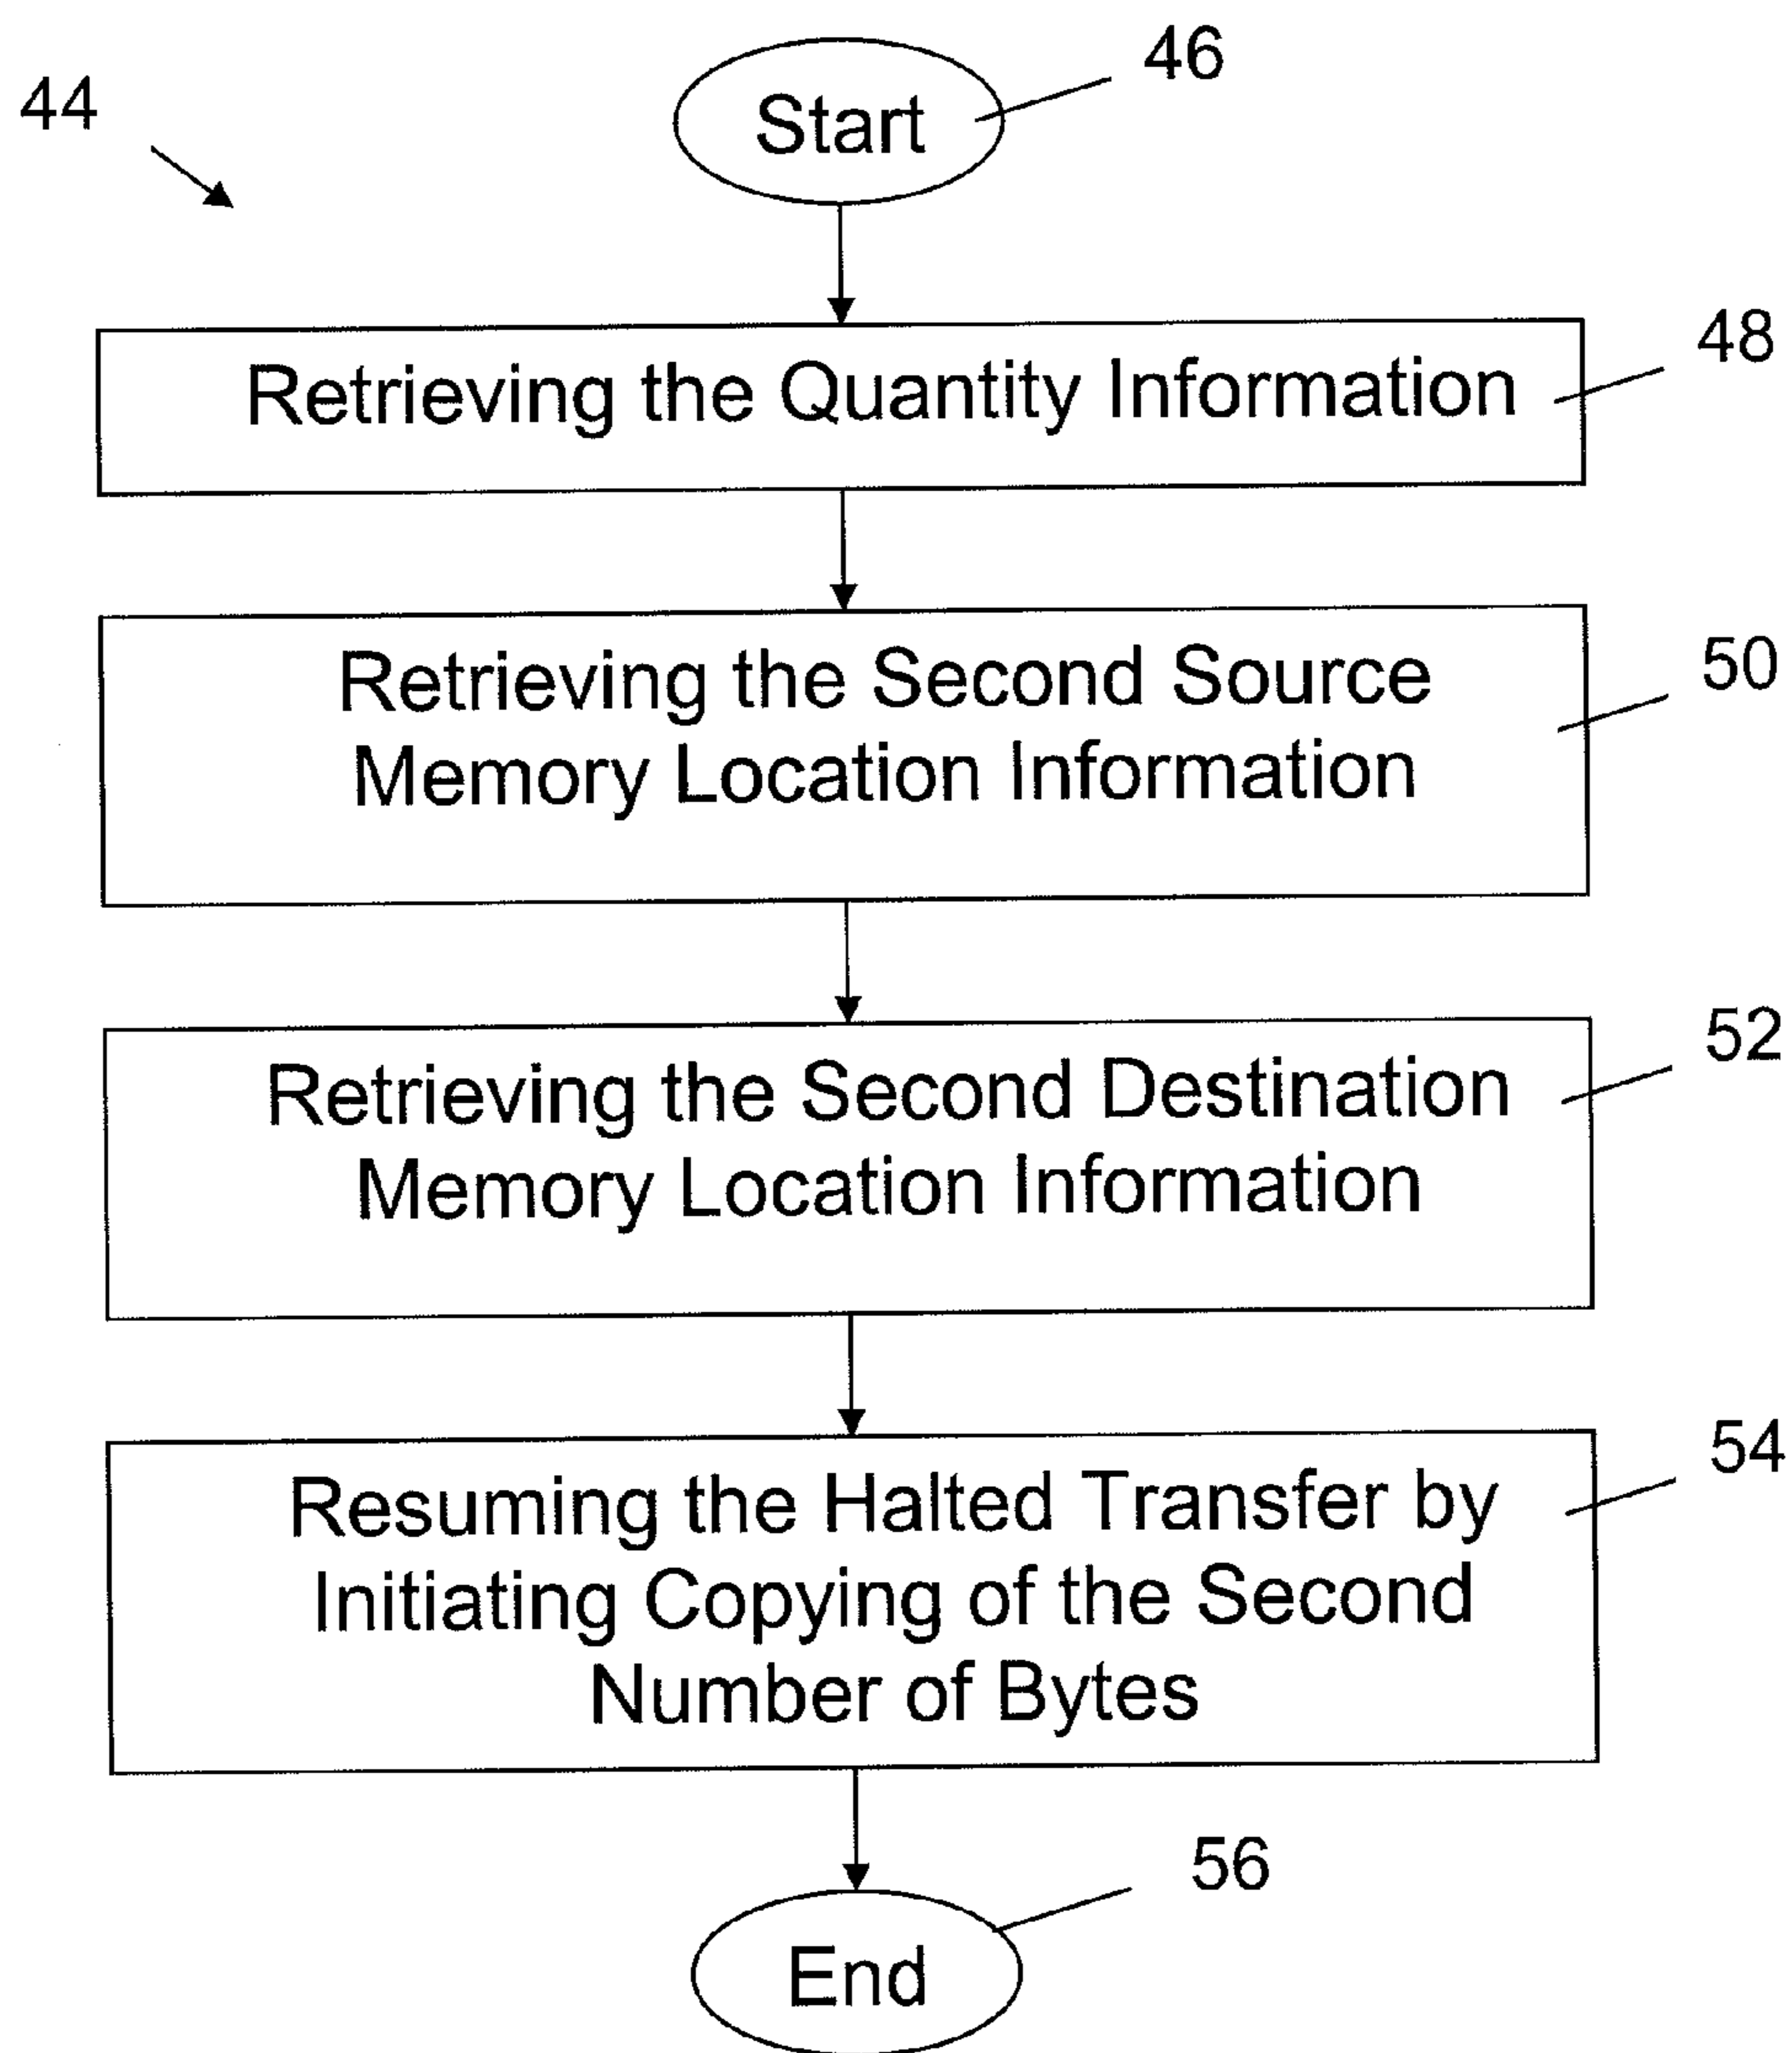 44
Start
46
Retrieving the Quantity Information
48
Retrieving the Second Source
Memory Location Information
50
Retrieving the Second Destination
Memory Location Information
52
Resuming the Halted Transfer by
Initiating Copying of the Second
Number of Bytes
54
End
56